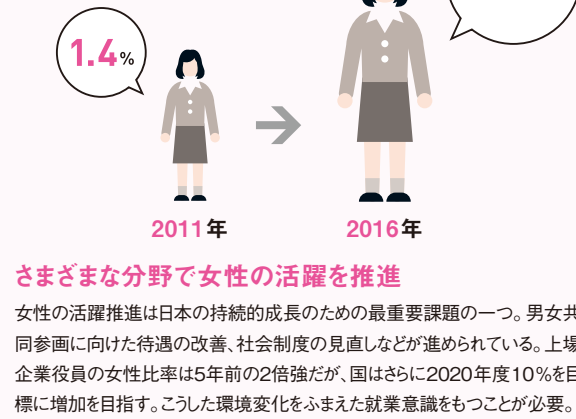 1.4%
2011年
2016年
さまざまな分野で女性の活躍を推進
女性の活躍推進は日本の持続的成長のための最重要課題の一つ。男女共
同参画に向けた待遇の改善、社会制度の見直しなどが進められている。上場
企業役員の女性比率は5年前の2倍強だが、国はさらに2020年度10%を目
標に増加を目指す。こうした環境変化をふまえた就業意識をもつことが必要。